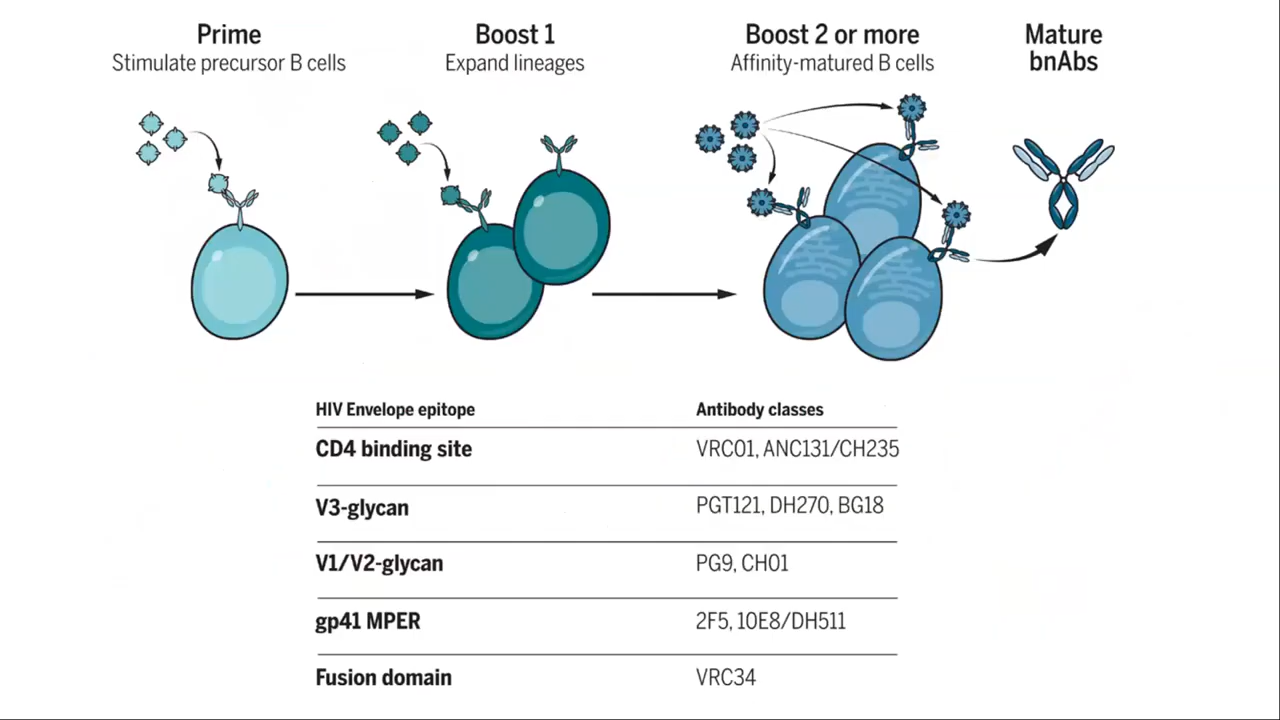 Prime
Stimulate precursor B cells
Boost 1
Expand lineages
Boost 2 or more
Affinity-matured B cells
Mature
bnAbs
HIV Envelope epitope Antibody classes
CD4 binding site VRC01, ANC131/CH235
V3-glycan PGT121, DH270, BG18
V1/V2-glycan PG9, CH01
gp41 MPER 2F5, 10E8/DH511
Fusion domain VRC34